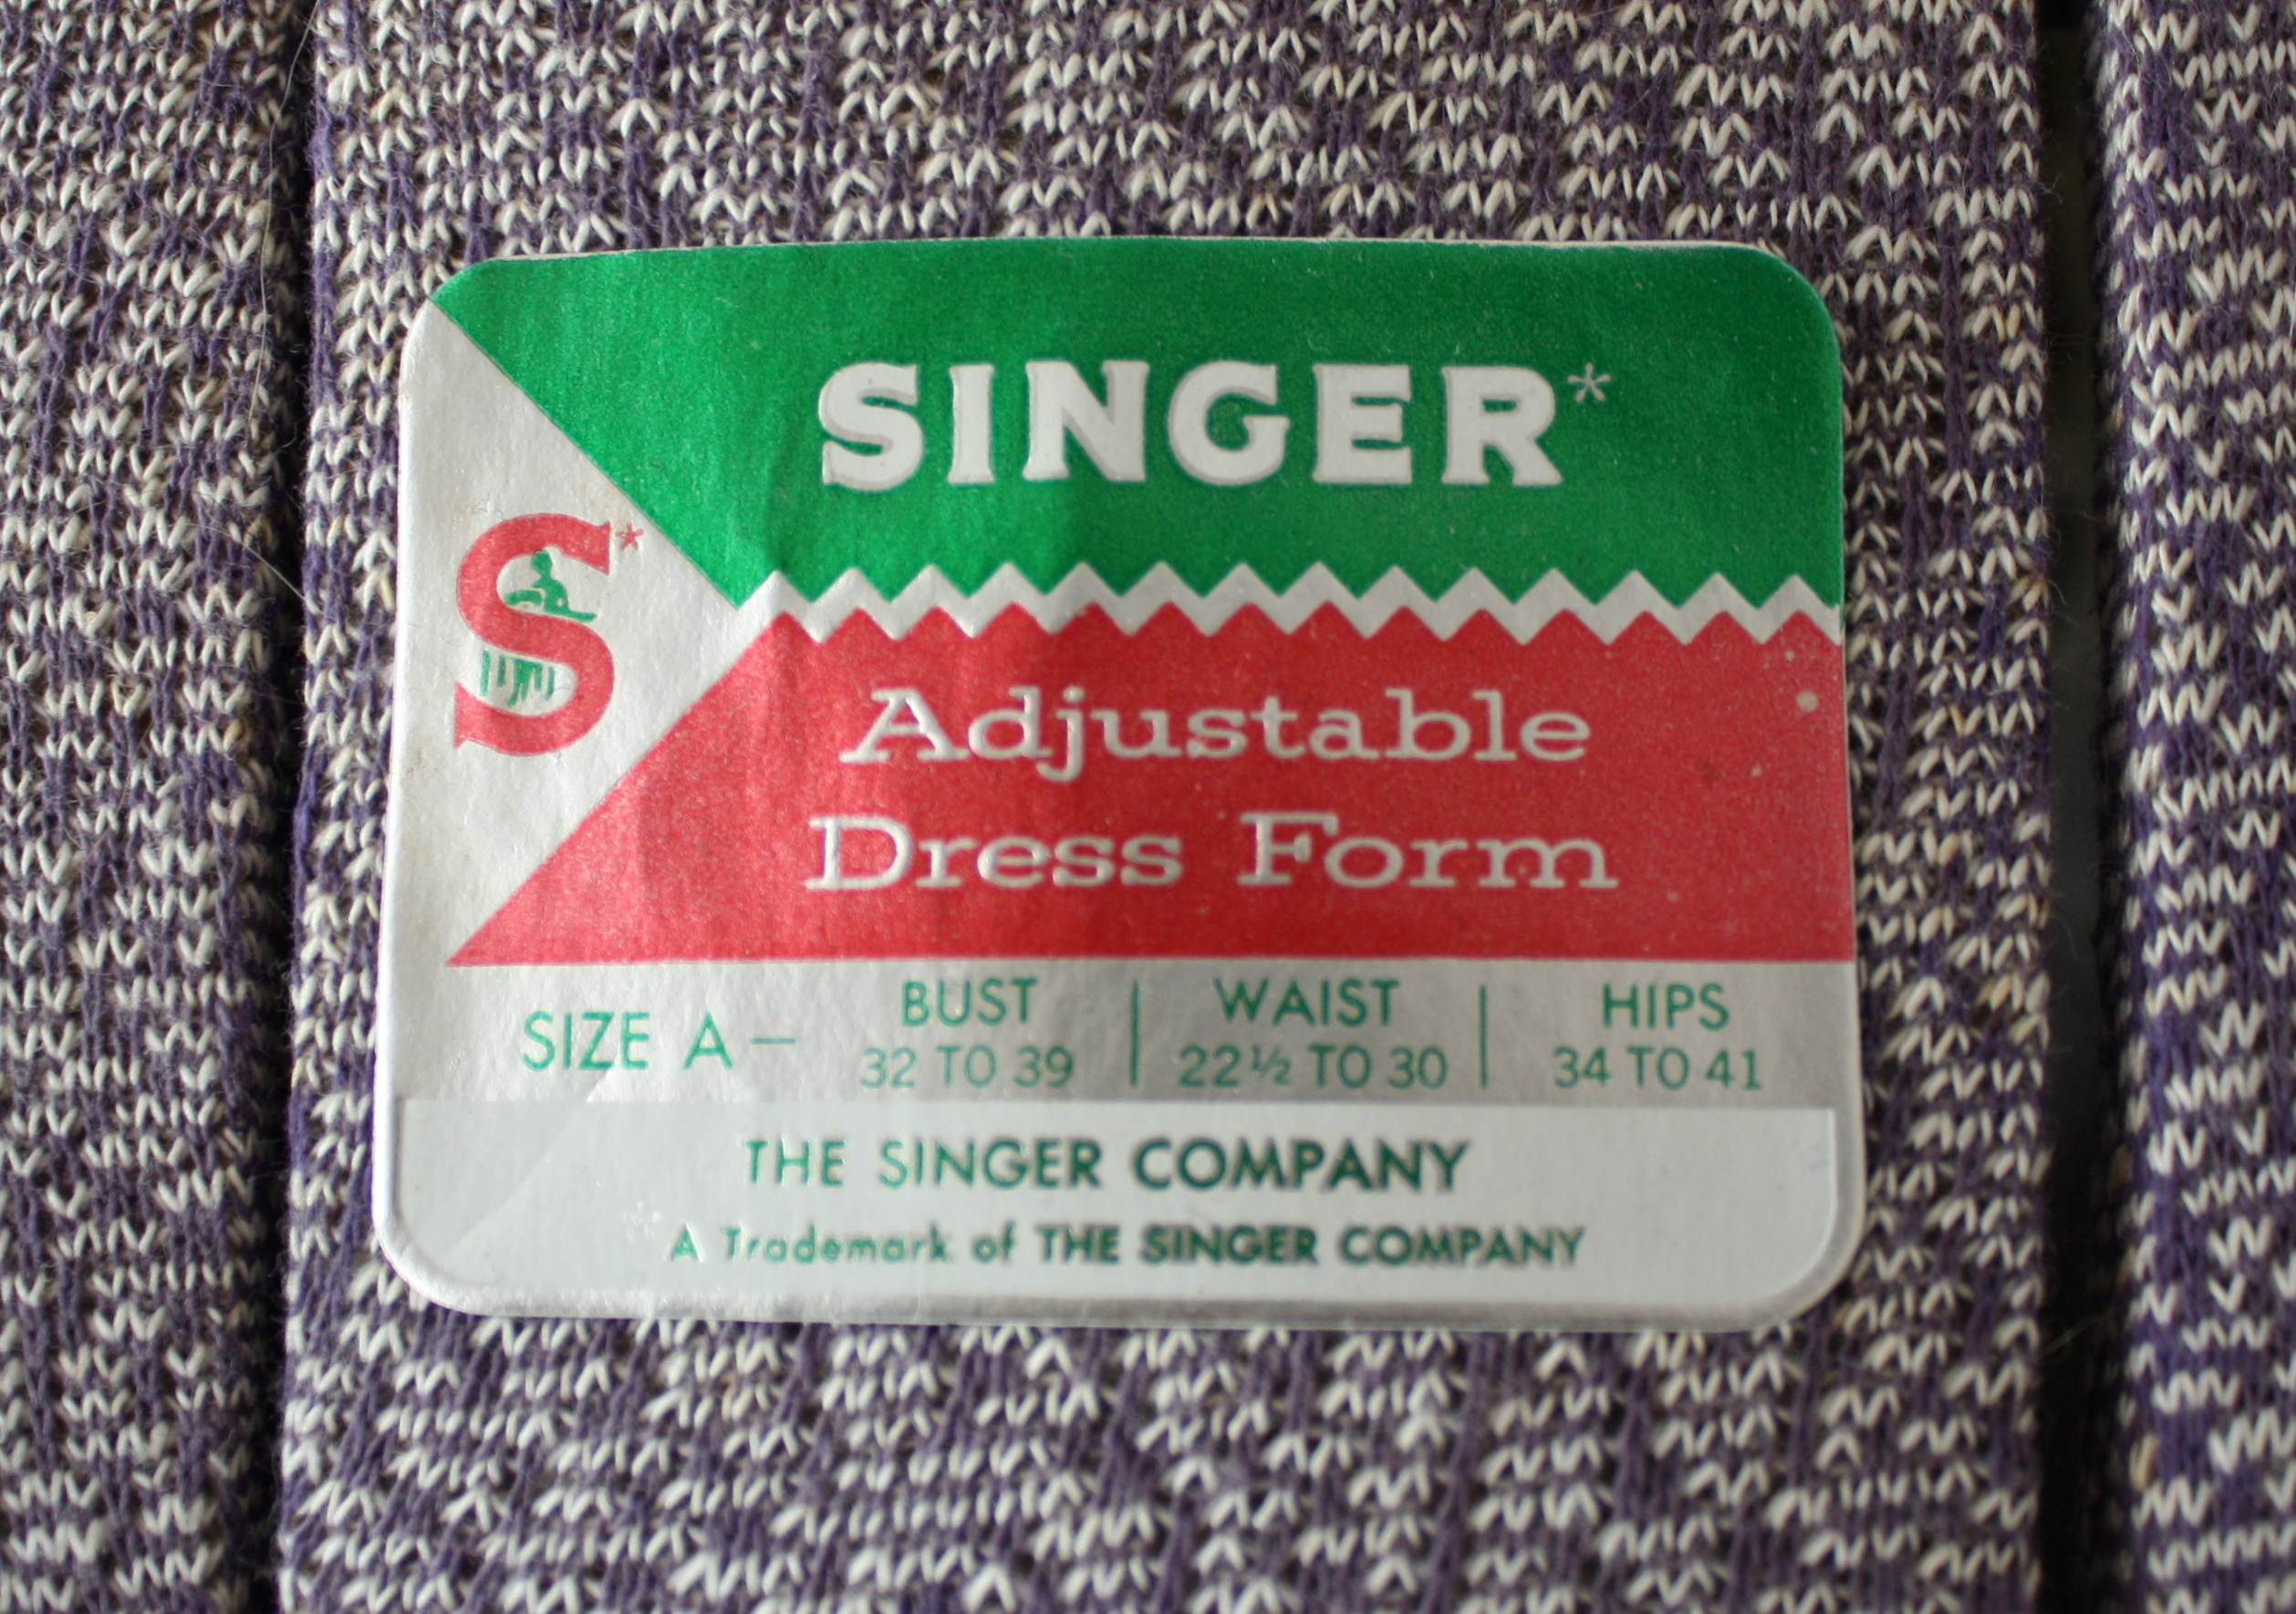 SINGER*
S*
Adjustable
Dress Form
SIZE A – BUST | WAIST | HIPS
32 TO 39 | 22½ TO 30 | 34 TO 41
THE SINGER COMPANY
A Trademark of THE SINGER COMPANY